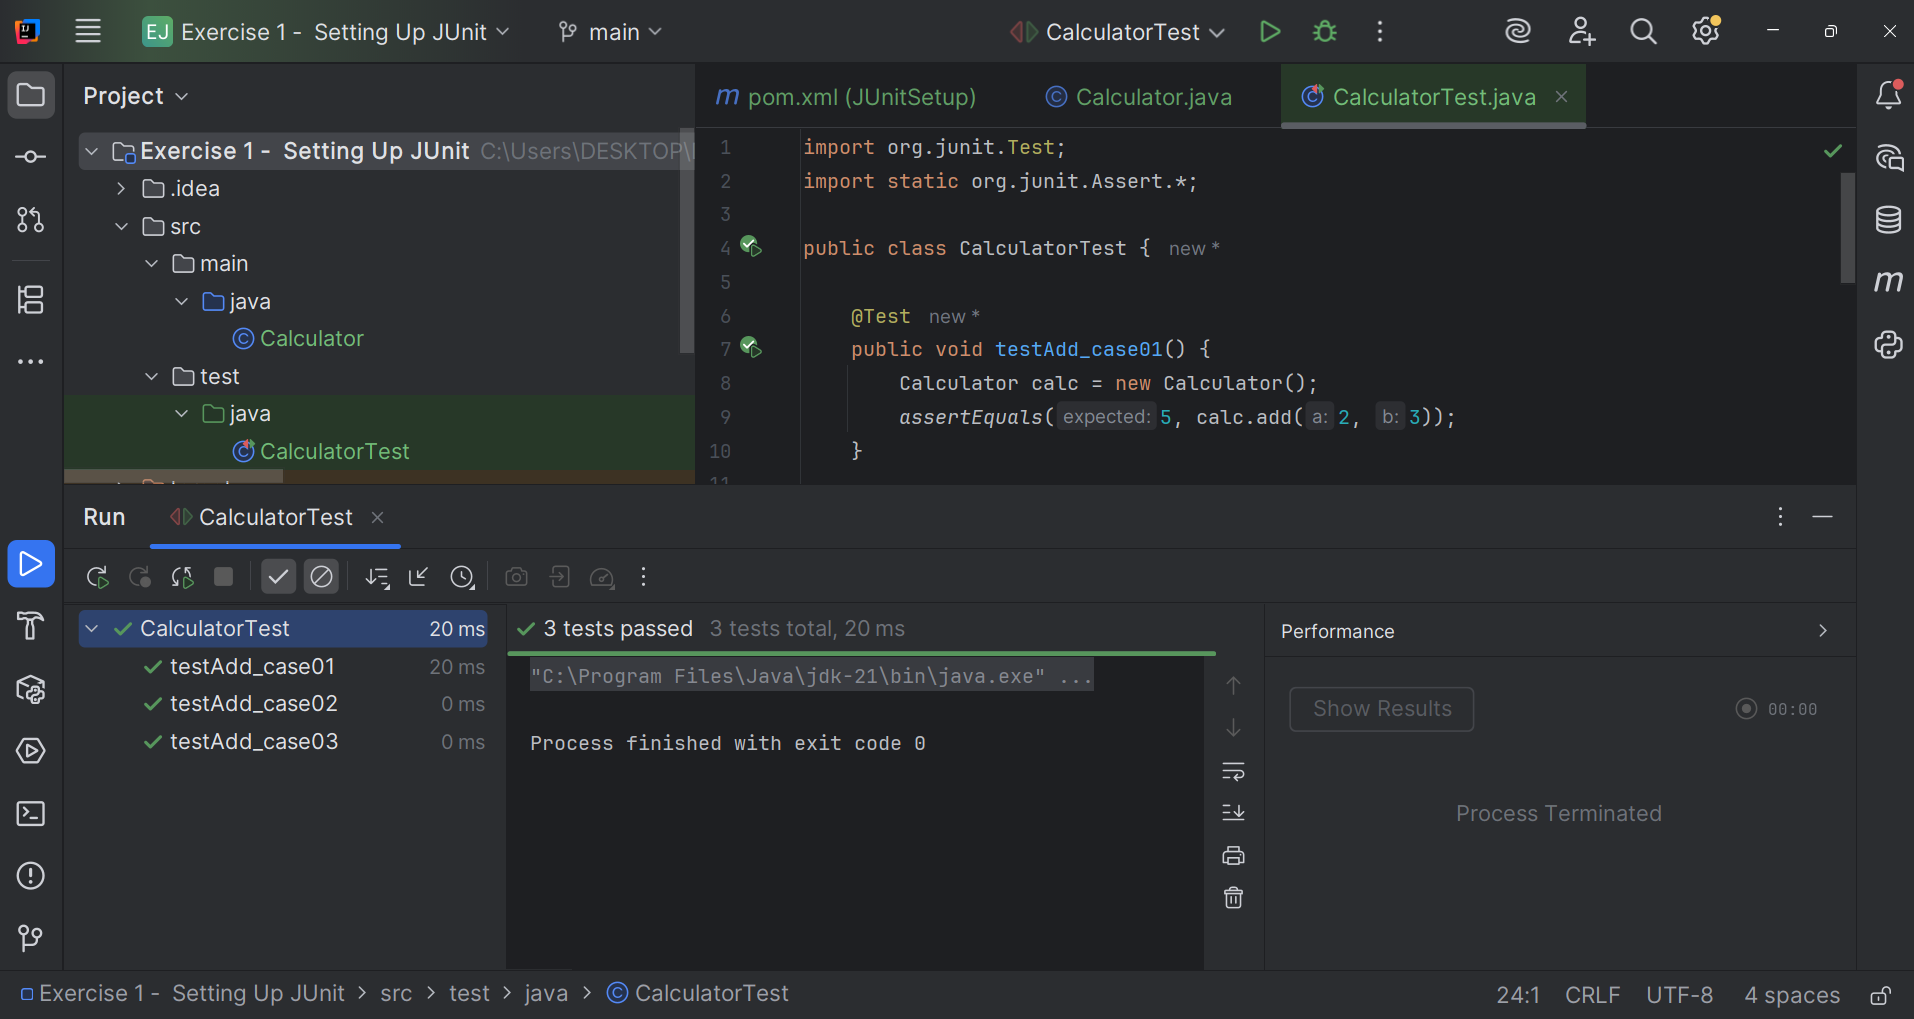 EJ Exercise 1 - Setting Up JUnit main CalculatorTest
Project
Exercise 1 - Setting Up JUnit C:\Users\DESKTOP\
.idea
src
main
java
Calculator
test
java
CalculatorTest
pom.xml (JUnitSetup) Calculator.java CalculatorTest.java
1 import org.junit.Test;
2 import static org.junit.Assert.*;
3
4 public class CalculatorTest { new *
5
6 @Test new *
7 public void testAdd_case01() {
8 Calculator calc = new Calculator();
9 assertEquals( expected: 5, calc.add( a: 2, b: 3));
10 }
11
Run CalculatorTest
CalculatorTest 20 ms
testAdd_case01 20 ms
testAdd_case02 0 ms
testAdd_case03 0 ms
3 tests passed 3 tests total, 20 ms
"C:\Program Files\Java\jdk-21\bin\java.exe" ...
Process finished with exit code 0
Performance
Show Results 00:00
Process Terminated
Exercise 1 - Setting Up JUnit > src > test > java > CalculatorTest
24:1 CRLF UTF-8 4 spaces